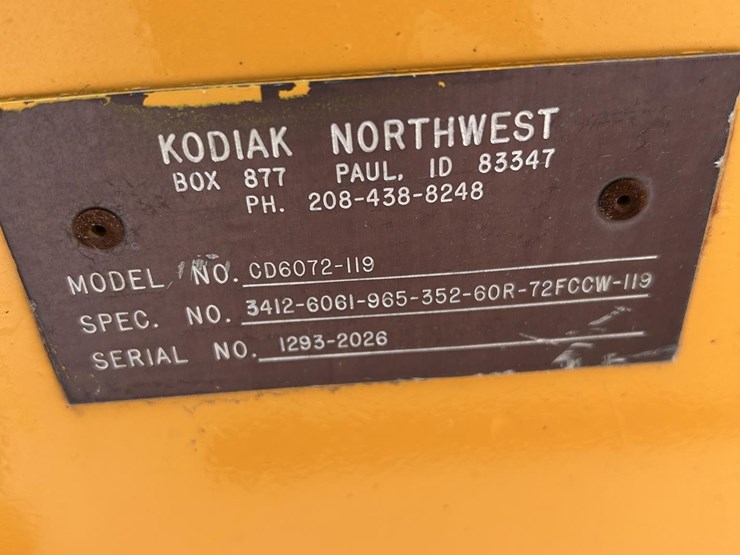 KODIAK NORTHWEST
BOX 877 PAUL, ID 83347
PH. 208-438-8248
MODEL NO. CD6072-119
SPEC. NO. 3412-6061-965-352-60R-72FCCW-119
SERIAL NO. 1293-2026